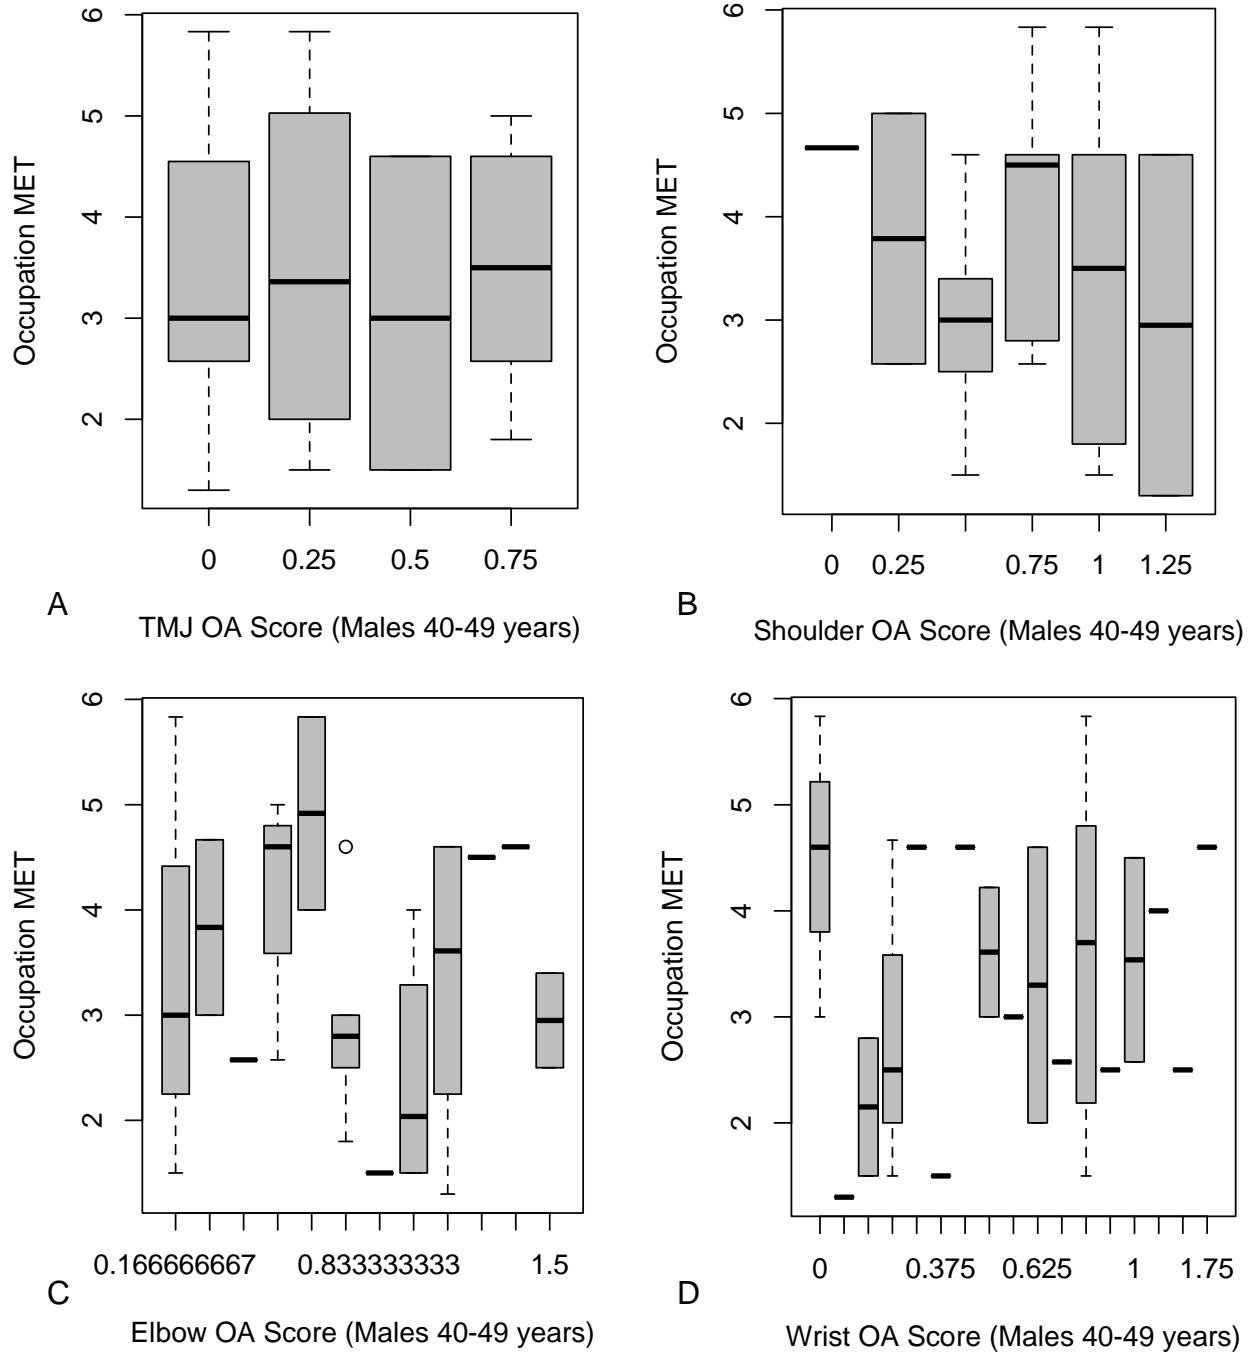 6
5
4
3
2
Occupation MET
0 0.25 0.5 0.75
A
TMJ OA Score (Males 40-49 years)
6
5
4
3
2
Occupation MET
0 0.25 0.75 1 1.25
B
Shoulder OA Score (Males 40-49 years)
6
5
4
3
2
Occupation MET
0.166666667 0.833333333 1.5
C
Elbow OA Score (Males 40-49 years)
6
5
4
3
2
Occupation MET
0 0.375 0.625 1 1.75
D
Wrist OA Score (Males 40-49 years)